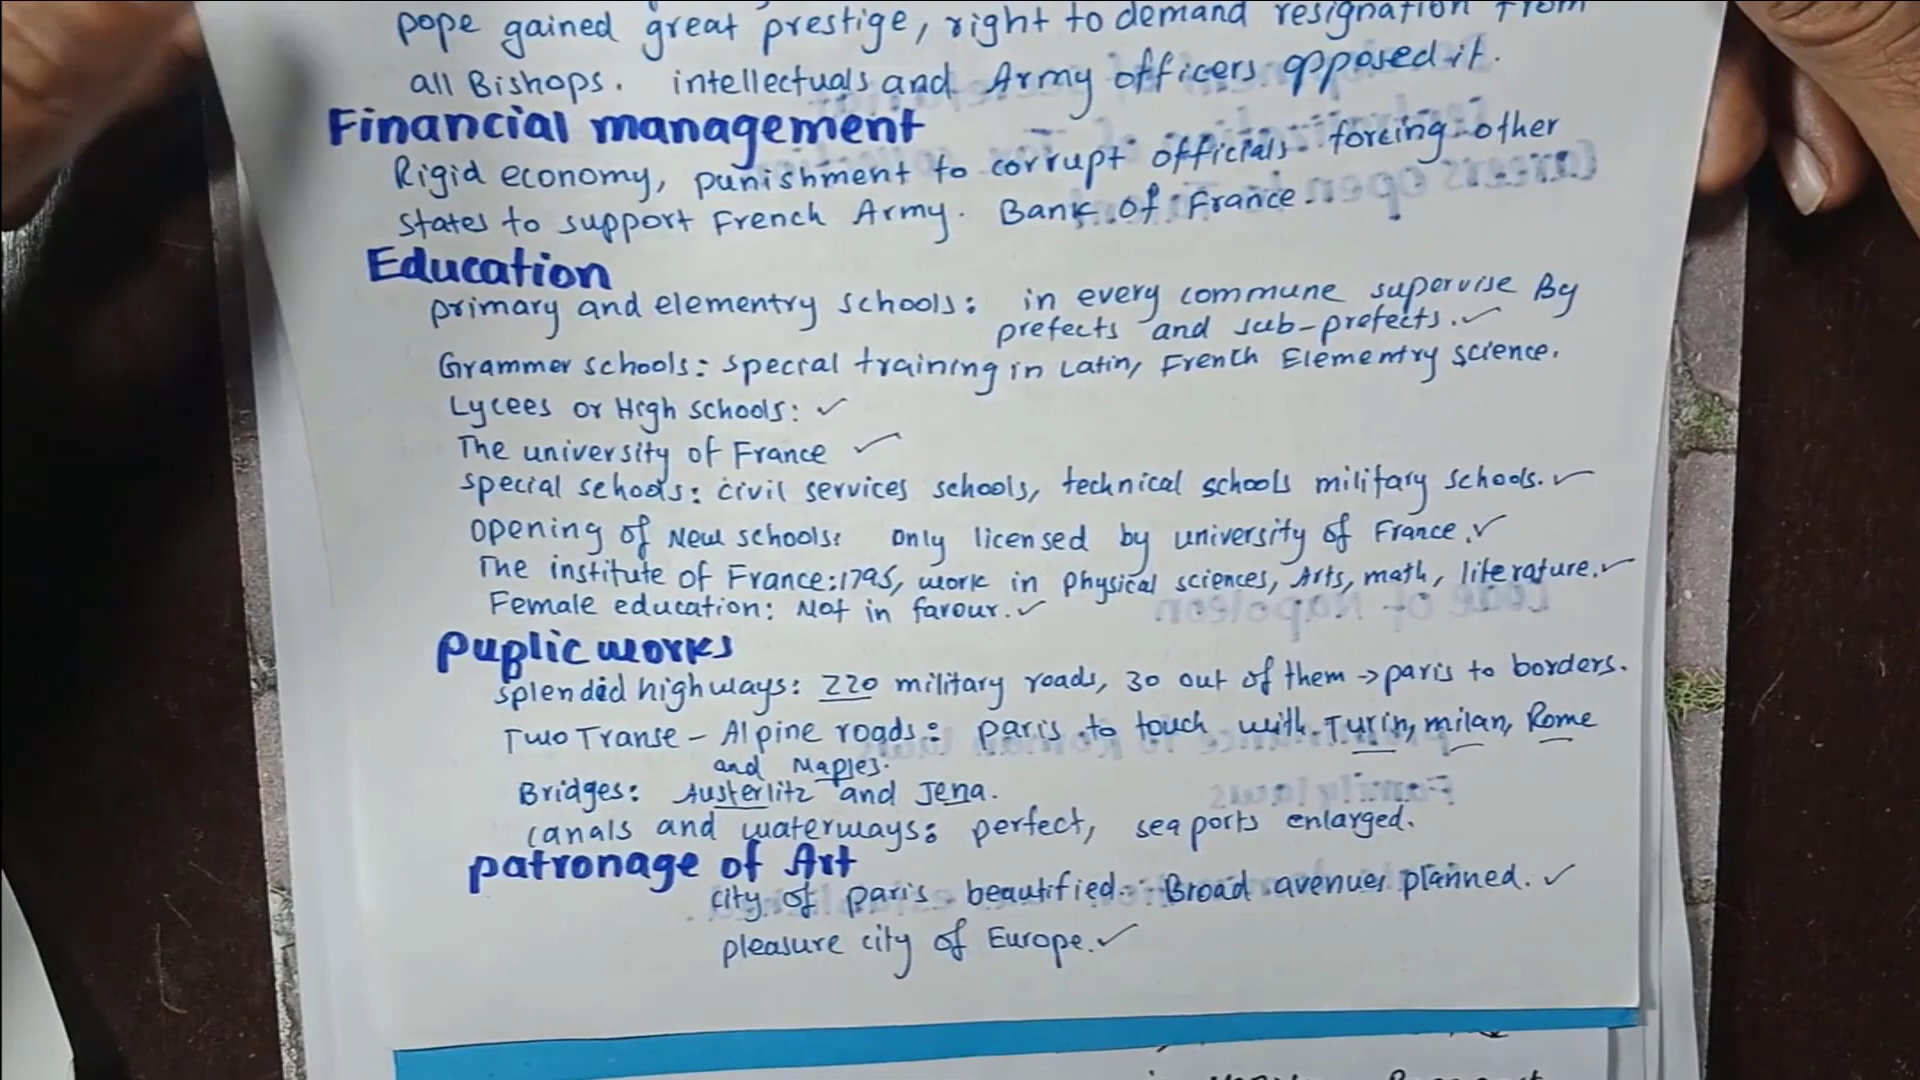 pope gained great prestige, right to demand resignation from
all Bishops. intellectuals and Army officers opposed it.
Financial management
Rigid economy, punishment to corrupt officials - forcing other
states to support French Army. Bank of France.
Education
primary and elementry schools: in every commune supervise By
prefects and sub-prefects. ✓
Grammer schools: special training in Latin, French Elementry science.
Lycees or High schools: ✓
The university of France ✓
special schools: civil services schools, technical schools military schools. ✓
opening of New schools: only licensed by university of France. ✓
The institute of France: 1795, work in physical sciences, Arts, math, literature. ✓
Female education: Not in favour. ✓
public works
splendid highways: 220 military roads, 30 out of them → paris to borders.
Two Transe - Alpine roads: paris to touch with Turin, milan, Rome
and Naples.
Bridges: Austerlitz and Jena.
canals and waterways: perfect, sea ports enlarged.
patronage of Art
city of paris beautified. Broad avenues planned. ✓
pleasure city of Europe. ✓